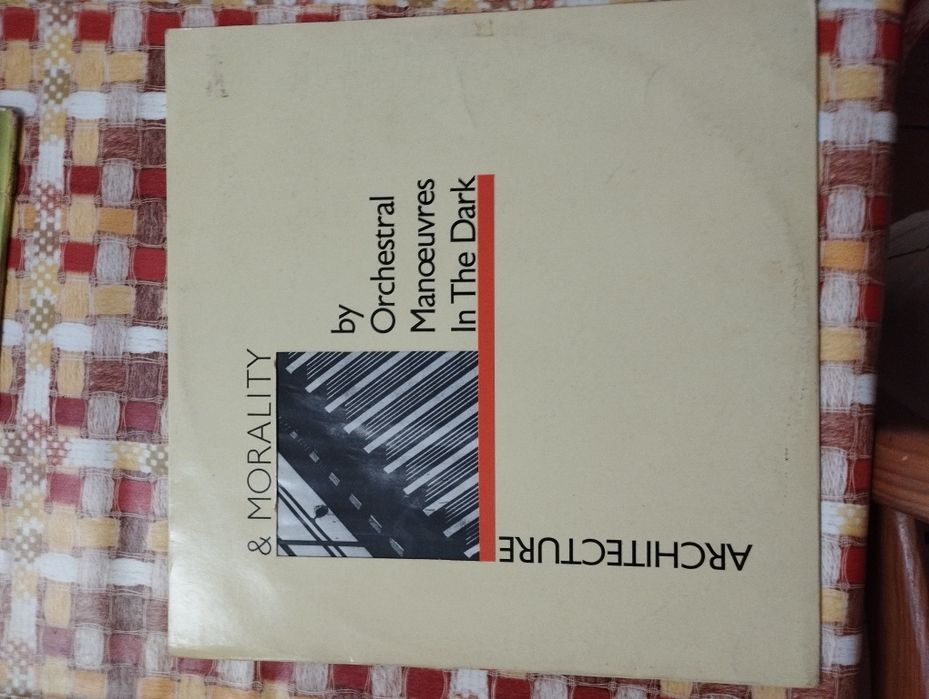 ARCHITECTURE
& MORALITY
by
Orchestral
Manœuvres
In The Dark